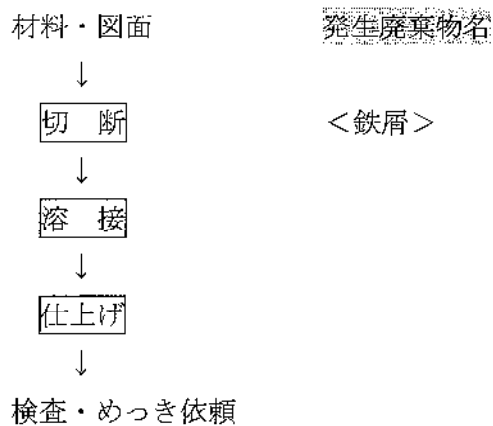 材料・図面 発生廃棄物名
↓
切 断 <鉄屑>
↓
溶 接
↓
仕上げ
↓
検査・めっき依頼